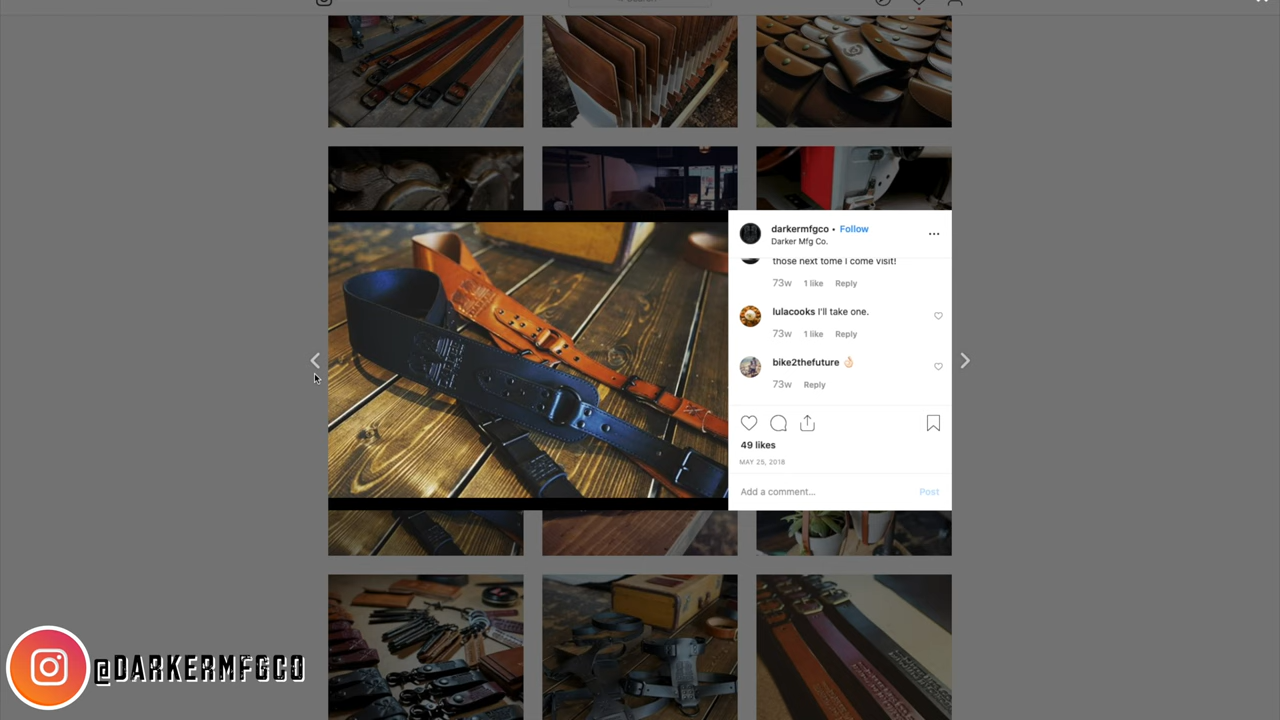 darkermfgco • Follow
Darker Mfg Co.
those next tome I come visit!
73w 1 like Reply
lulacooks I'll take one.
73w 1 like Reply
bike2thefuture 👌🏻
73w Reply
49 likes
MAY 25, 2018
Add a comment... Post
@DARKERMFGCO